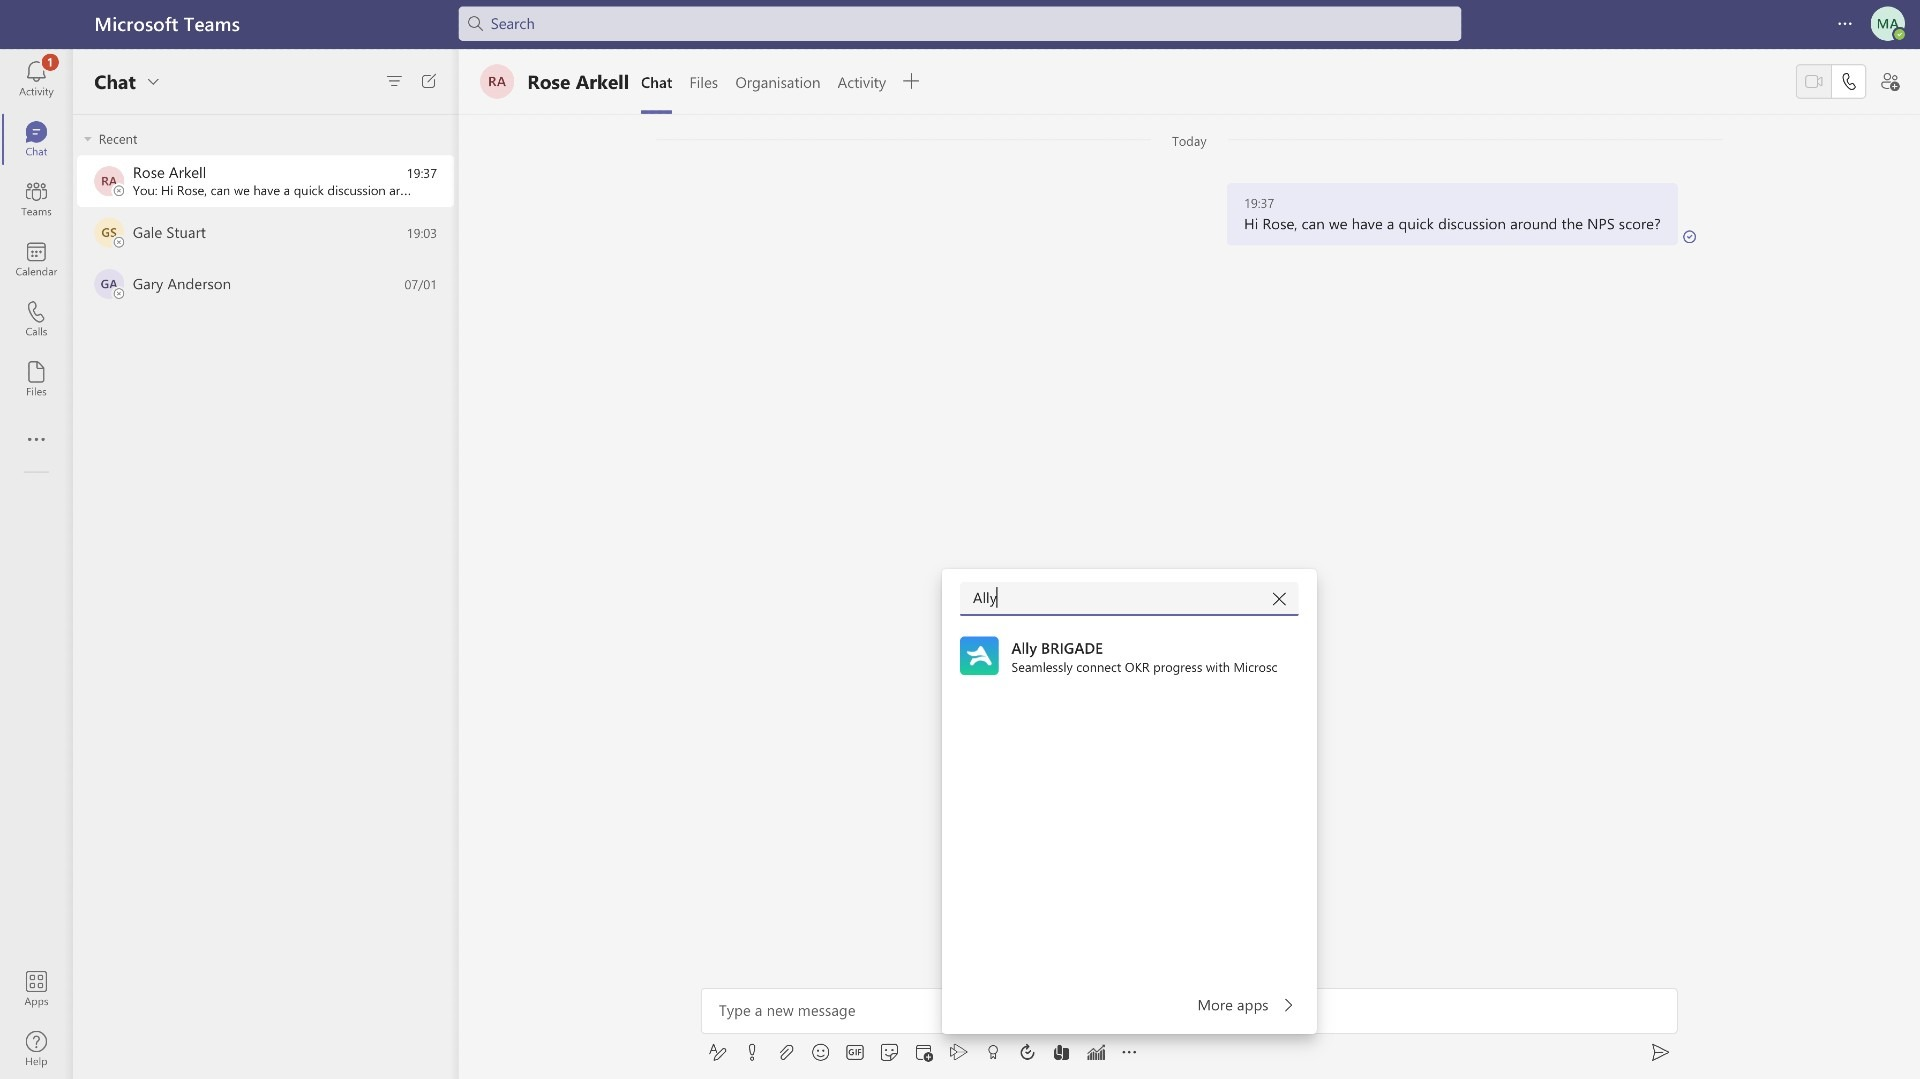 Microsoft Teams
Search
MA
1
Activity
Chat
Teams
Calendar
Calls
Files
Apps
Help
Chat
Recent
RA
Rose Arkell
19:37
You: Hi Rose, can we have a quick discussion ar...
GS
Gale Stuart
19:03
GA
Gary Anderson
07/01
RA
Rose Arkell
Chat
Files
Organisation
Activity
Today
19:37
Hi Rose, can we have a quick discussion around the NPS score?
Ally
Ally BRIGADE
Seamlessly connect OKR progress with Microsc
More apps
Type a new message
GIF